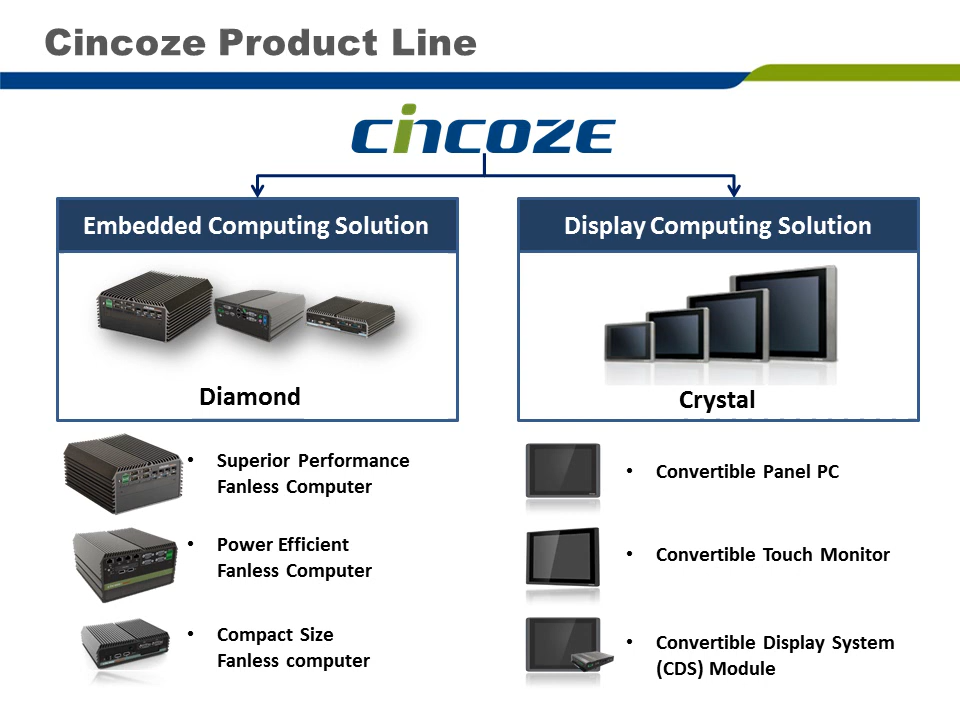 Cincoze Product Line
cincoze
Embedded Computing Solution
Diamond
• Superior Performance
Fanless Computer
• Power Efficient
Fanless Computer
• Compact Size
Fanless computer
Display Computing Solution
Crystal
• Convertible Panel PC
• Convertible Touch Monitor
• Convertible Display System
(CDS) Module